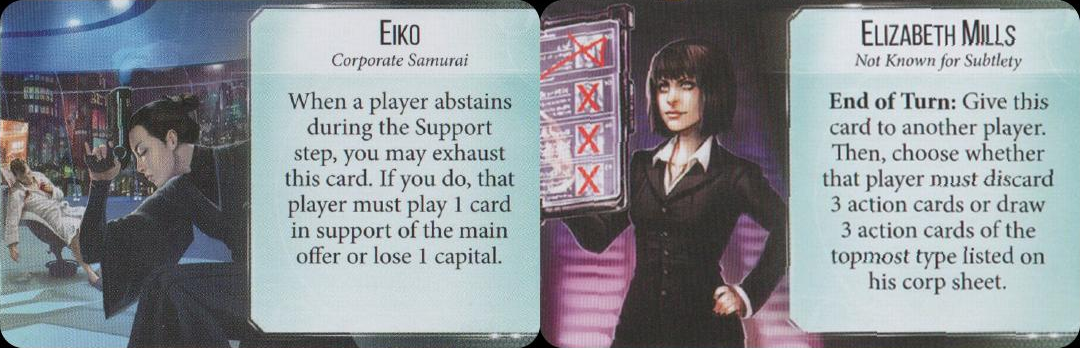 Eiko
Corporate Samurai
When a player abstains
during the Support
step, you may exhaust
this card. If you do, that
player must play 1 card
in support of the main
offer or lose 1 capital.
Elizabeth Mills
Not Known for Subtlety
End of Turn: Give this
card to another player.
Then, choose whether
that player must discard
3 action cards or draw
3 action cards of the
topmost type listed on
his corp sheet.